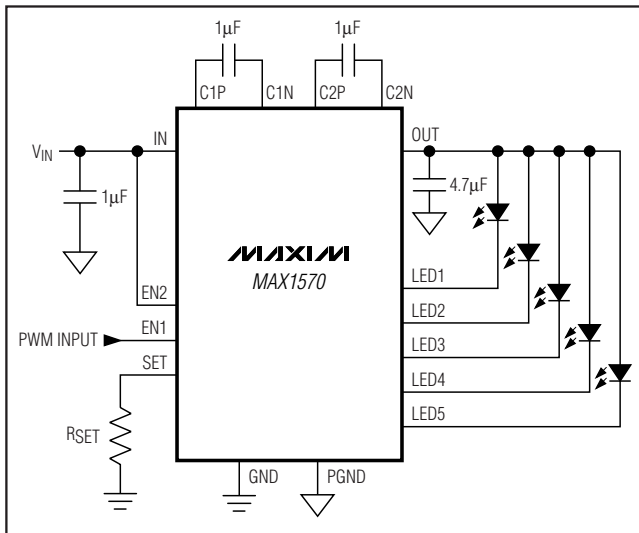 1µF
1µF
C1P
C1N
C2P
C2N
IN
OUT
VIN
1µF
4.7µF
MAXIM
MAX1570
LED1
EN2
LED2
EN1
PWM INPUT
LED3
SET
LED4
LED5
RSET
GND
PGND